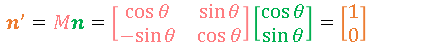 n′ = Mn = [cos θ sin θ −sin θ cos θ] [cos θ sin θ] = [1 0]